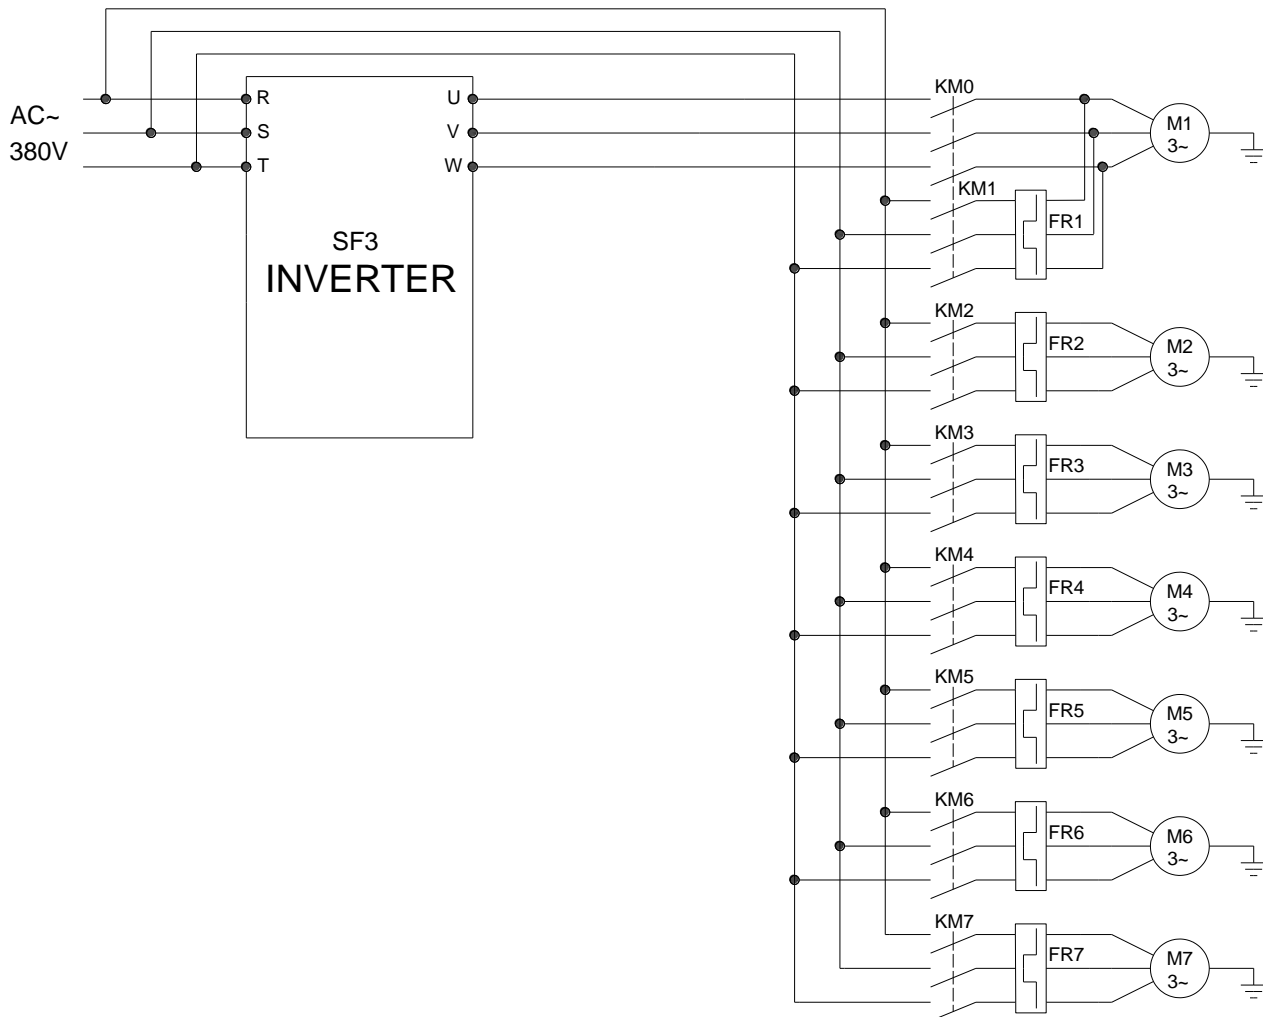 AC~
380V
R
S
T
U
V
W
SF3
INVERTER
KM0
M1
3~
KM1
FR1
KM2
FR2
M2
3~
KM3
FR3
M3
3~
KM4
FR4
M4
3~
KM5
FR5
M5
3~
KM6
FR6
M6
3~
KM7
FR7
M7
3~